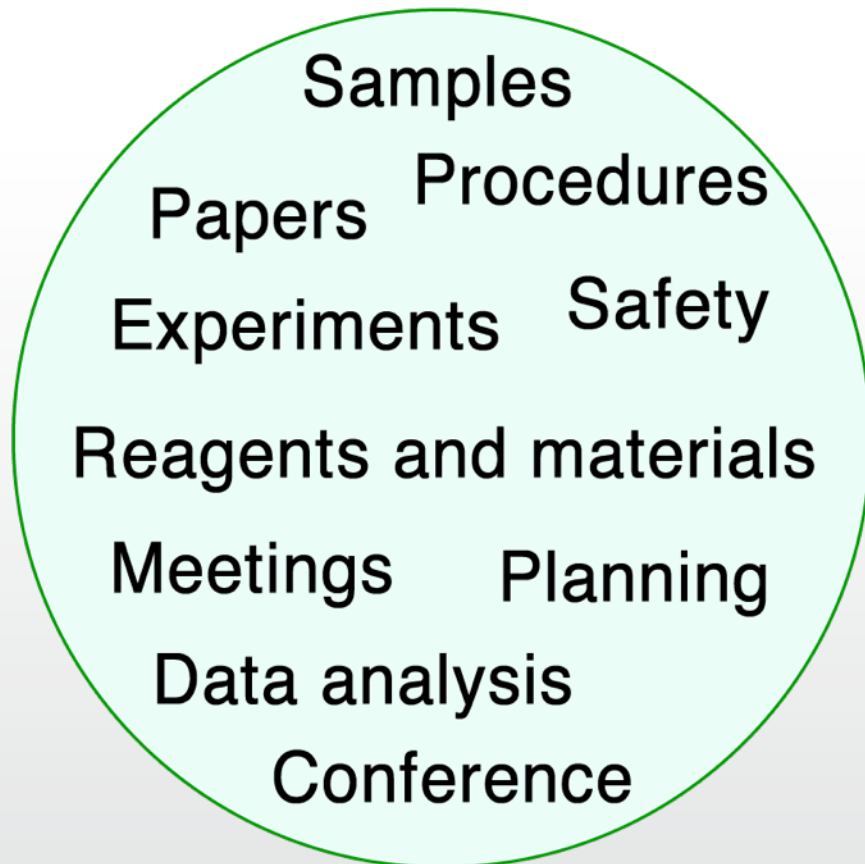 Samples
Procedures
Papers
Safety
Experiments
Reagents and materials
Meetings
Planning
Data analysis
Conference